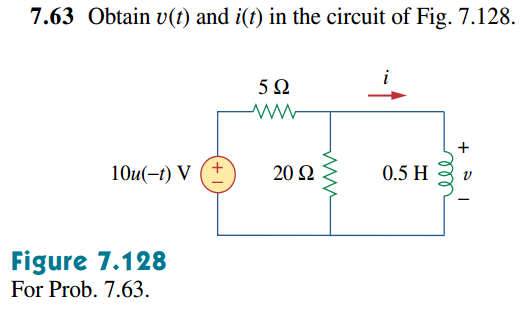 7.63 Obtain v(t) and i(t) in the circuit of Fig. 7.128.
5 Ω
i
10u(−t) V
+
−
20 Ω
0.5 H
+
v
−
Figure 7.128
For Prob. 7.63.